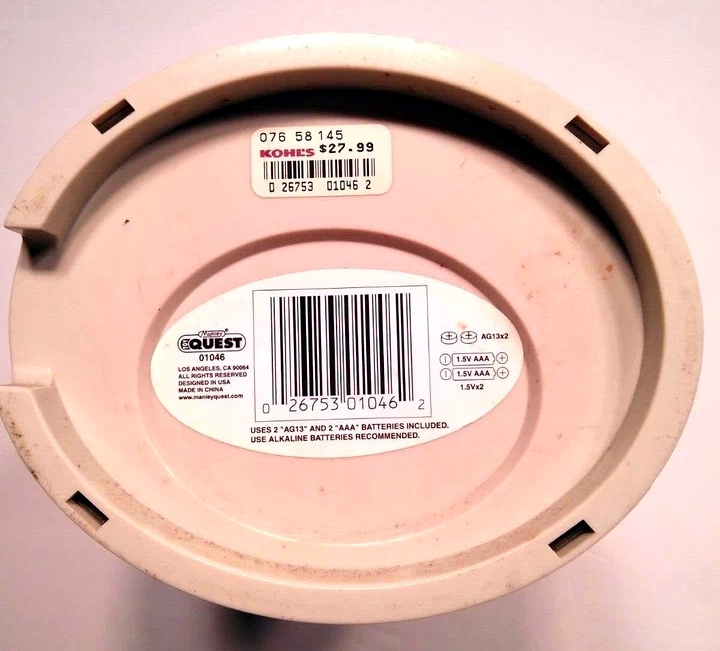 076 58 145
KOHL'S $27.99
0 26753 01046 2
Manley®
QUEST
01046
LOS ANGELES, CA 90064
ALL RIGHTS RESERVED
DESIGNED IN USA
MADE IN CHINA
www.manleyquest.com
0 26753 01046 2
AG13x2
1.5V AAA
1.5V AAA
1.5Vx2
USES 2 "AG13" AND 2 "AAA" BATTERIES INCLUDED.
USE ALKALINE BATTERIES RECOMMENDED.